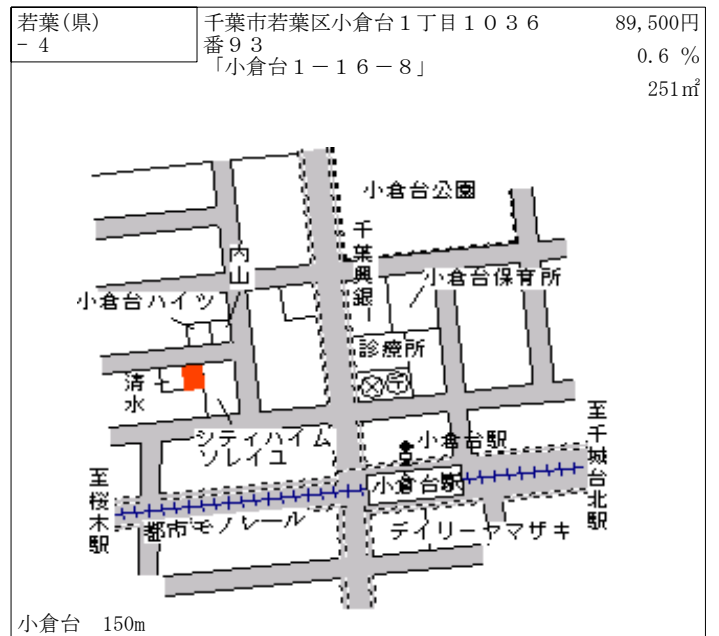 若葉(県)
- 4
千葉市若葉区小倉台１丁目１０３６
番９３
「小倉台１－１６－８」
89,500円
0.6 %
251㎡
小倉台公園
千葉興銀
内山
小倉台保育所
小倉台ハイツ
診療所
清水
シティハイム
ソレイユ
小倉台駅
小倉台駅
至千城台北駅
至桜木駅
都市モノレール
デイリーヤマザキ
小倉台　150m